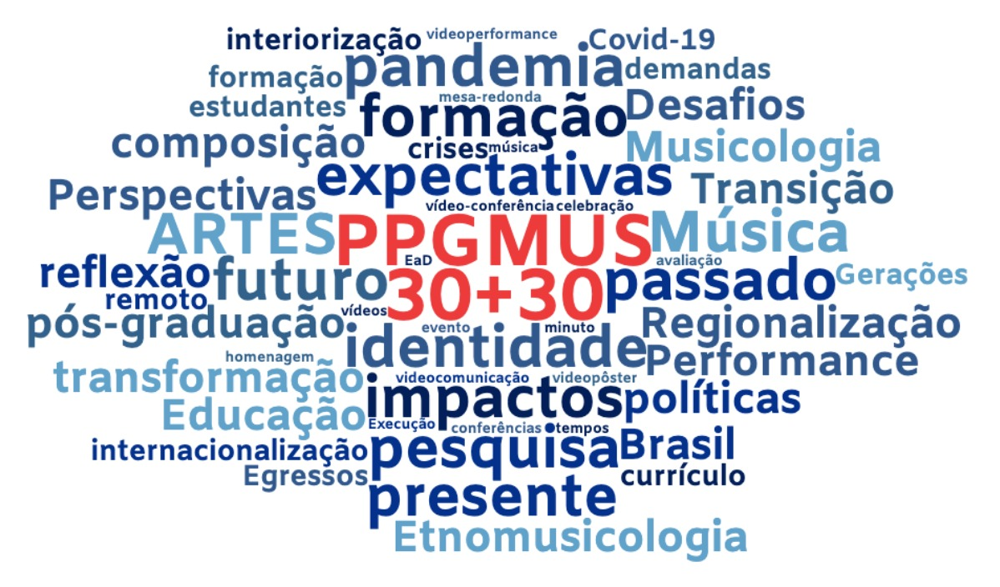 interiorização videoperformance Covid-19
formação pandemia demandas
estudantes mesa-redonda Desafios
composição formação Musicologia
crises música
Perspectivas expectativas Transição
vídeo-conferência celebração
ARTES PPGMUS Música
EaD avaliação
reflexão futuro 30+30 passado Gerações
remoto
pós-graduação vídeos evento minuto Regionalização
homenagem identidade Performance
transformação videocomunicação videopôster
Educação impactos políticas
Execução conferências tempos
internacionalização pesquisa Brasil
Egressos currículo
presente
Etnomusicologia